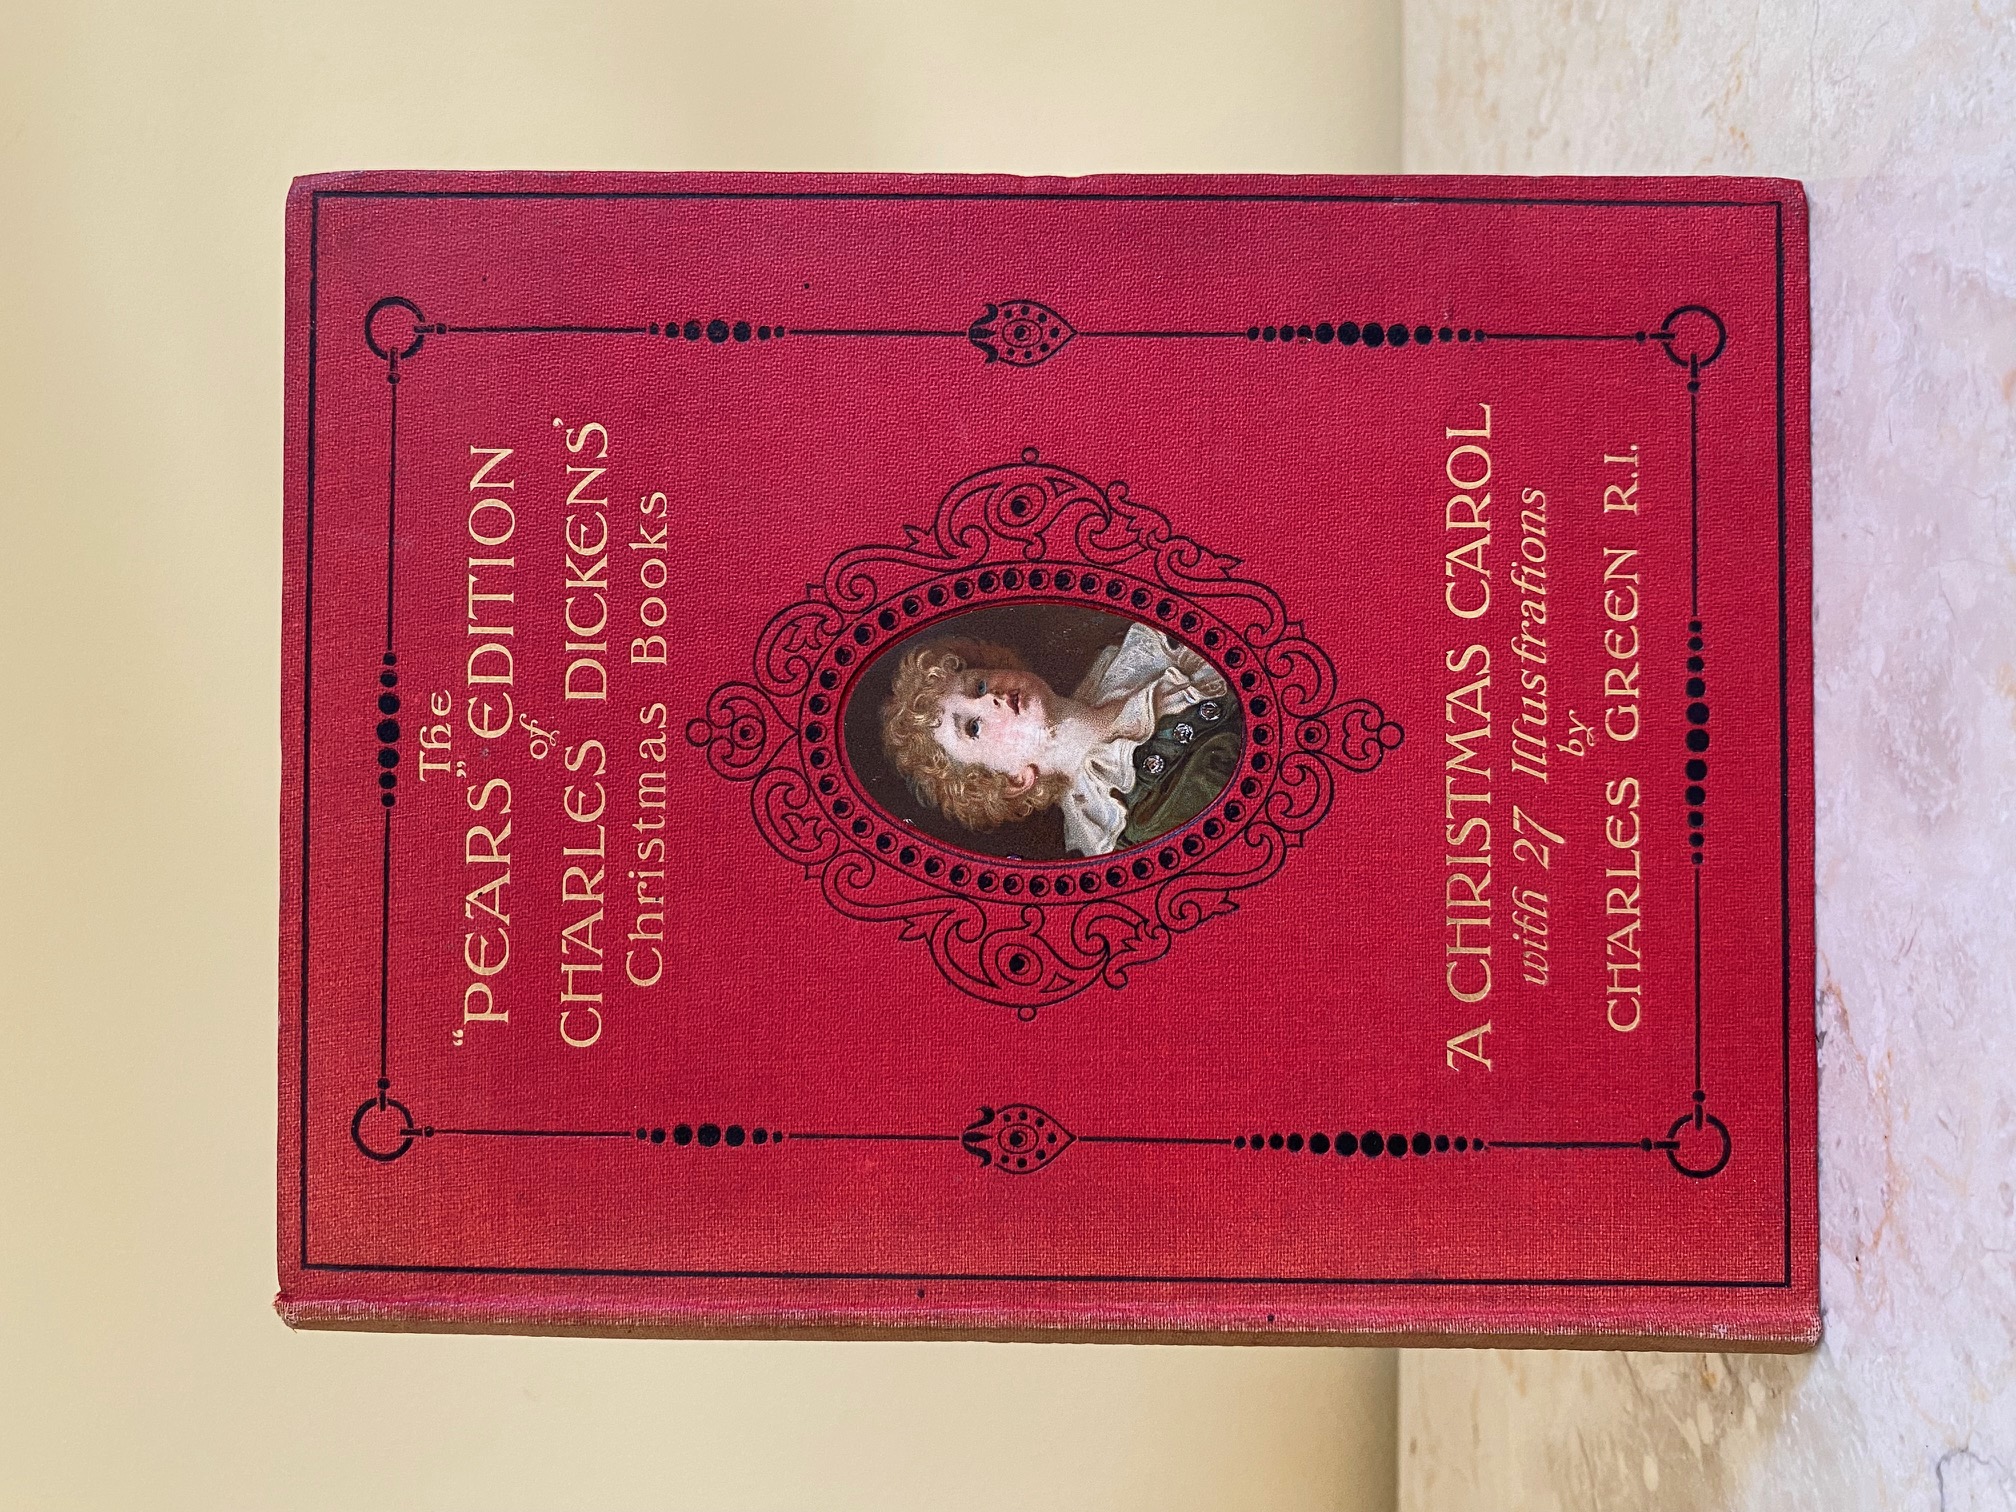 The
"PEARS" EDITION
of
CHARLES DICKENS'
Christmas Books
A CHRISTMAS CAROL
with 27 Illustrations
by
CHARLES GREEN R.I.